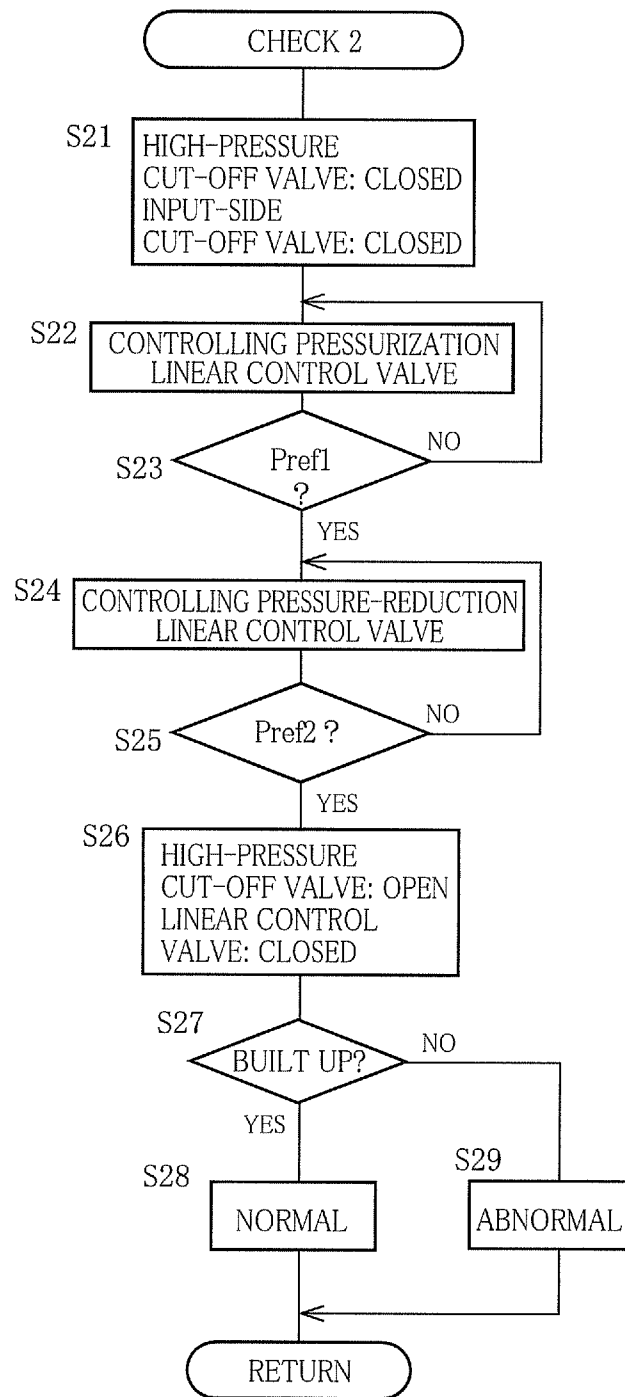 CHECK 2
S21
HIGH-PRESSURE
CUT-OFF VALVE: CLOSED
INPUT-SIDE
CUT-OFF VALVE: CLOSED
S22
CONTROLLING PRESSURIZATION
LINEAR CONTROL VALVE
S23
Pref1
?
NO
YES
S24
CONTROLLING PRESSURE-REDUCTION
LINEAR CONTROL VALVE
S25
Pref2 ?
NO
YES
S26
HIGH-PRESSURE
CUT-OFF VALVE: OPEN
LINEAR CONTROL
VALVE: CLOSED
S27
BUILT UP?
NO
YES
S28
NORMAL
S29
ABNORMAL
RETURN